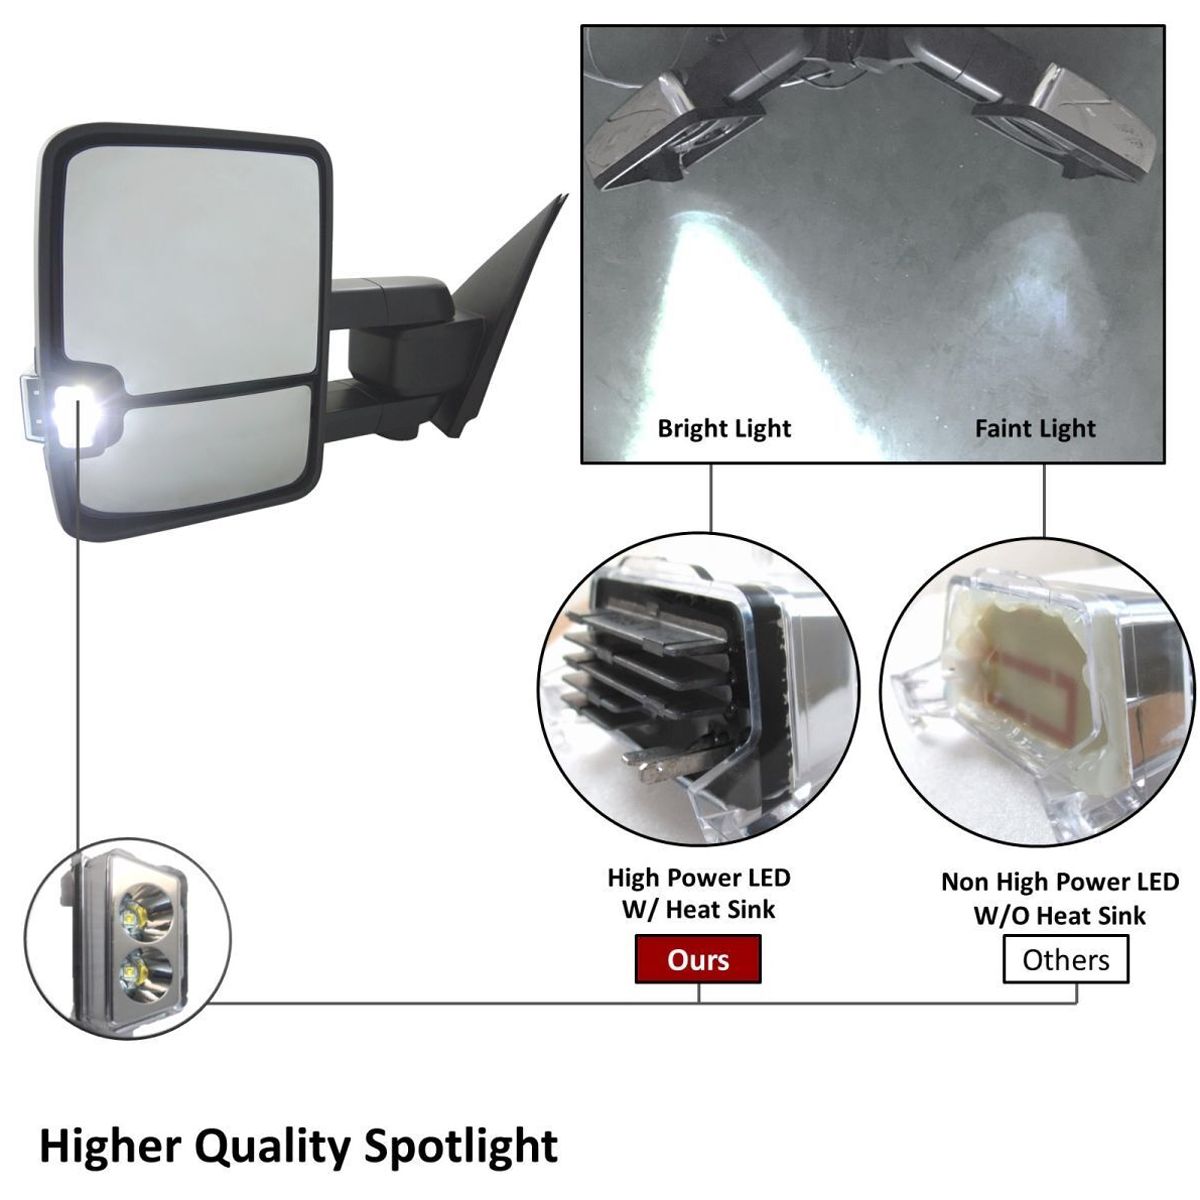 Bright Light
Faint Light
High Power LED
W/ Heat Sink
Ours
Non High Power LED
W/O Heat Sink
Others
Higher Quality Spotlight